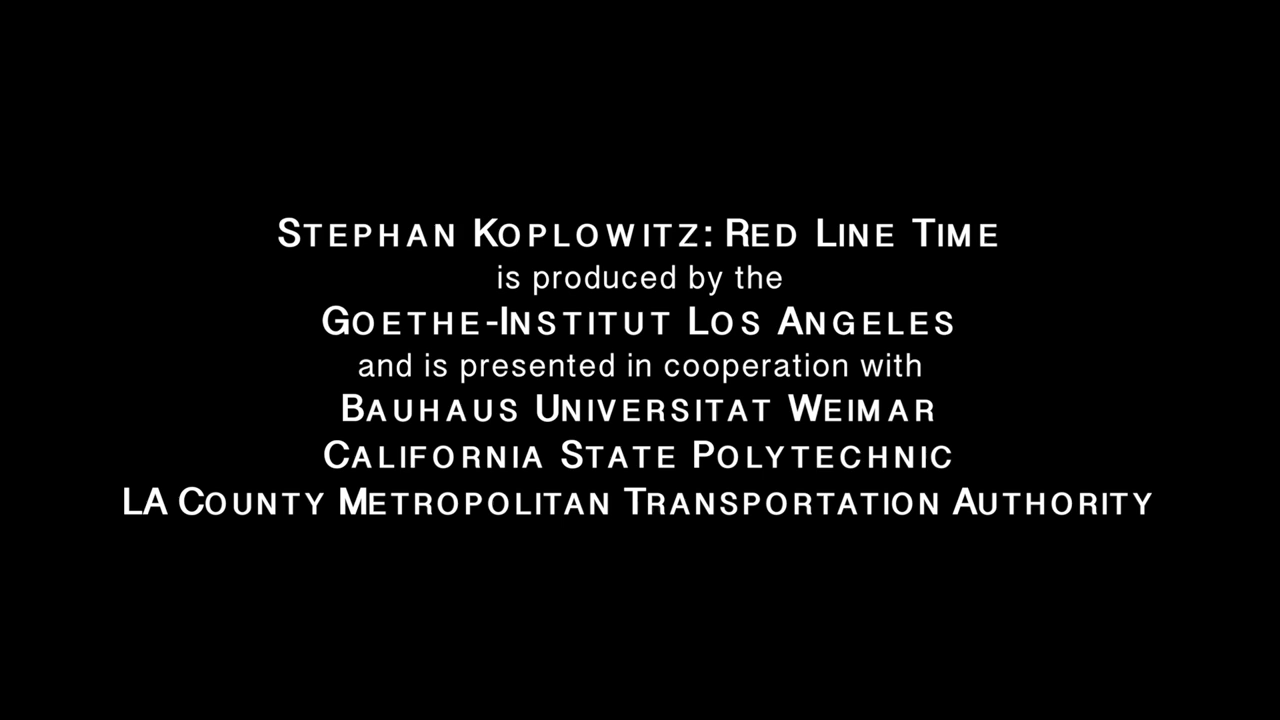 STEPHAN KOPLOWITZ: RED LINE TIME
is produced by the
GOETHE-INSTITUT LOS ANGELES
and is presented in cooperation with
BAUHAUS UNIVERSITAT WEIMAR
CALIFORNIA STATE POLYTECHNIC
LA COUNTY METROPOLITAN TRANSPORTATION AUTHORITY